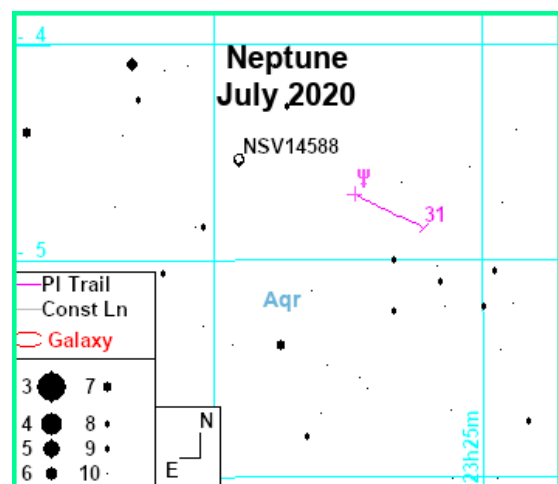 - 4
Neptune
July 2020
NSV14588
Ψ
31
- 5
Aqr
Pl Trail
Const Ln
Galaxy
3 7
4 8
5 9
6 10
N
E
23h25m